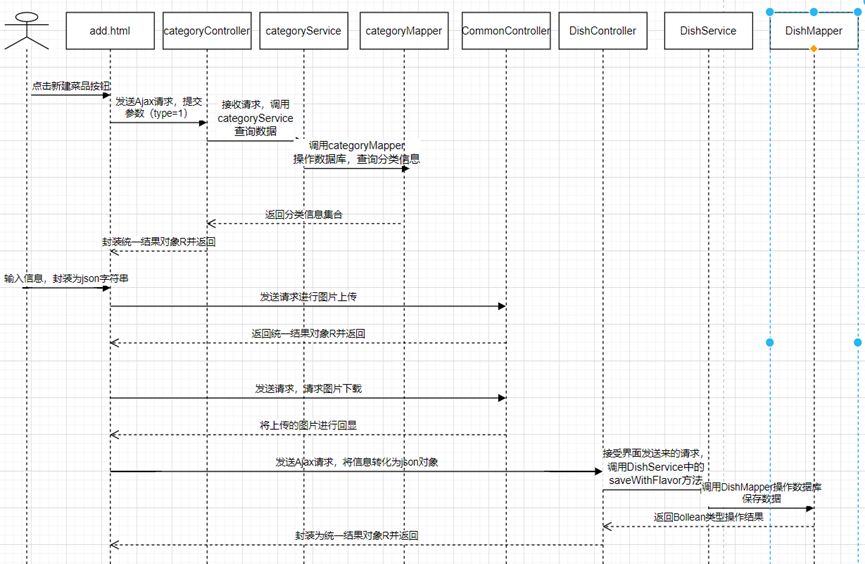 add.html
categoryController
categoryService
categoryMapper
CommonController
DishController
DishService
DishMapper
点击新建菜品按钮
发送Ajax请求，提交
参数（type=1）
接收请求，调用
categoryService
查询数据
调用categoryMapper
操作数据库，查询分类信息
返回分类信息集合
封装统一结果对象R并返回
输入信息，封装为json字符串
发送请求进行图片上传
返回统一结果对象R并返回
发送请求，请求图片下载
将上传的图片进行回显
发送Ajax请求，将信息转化为json对象
接受界面发送来的请求，
调用DishService中的
saveWithFlavor方法
调用DishMapper操作数据库
保存数据
返回Bollean类型操作结果
封装为统一结果对象R并返回